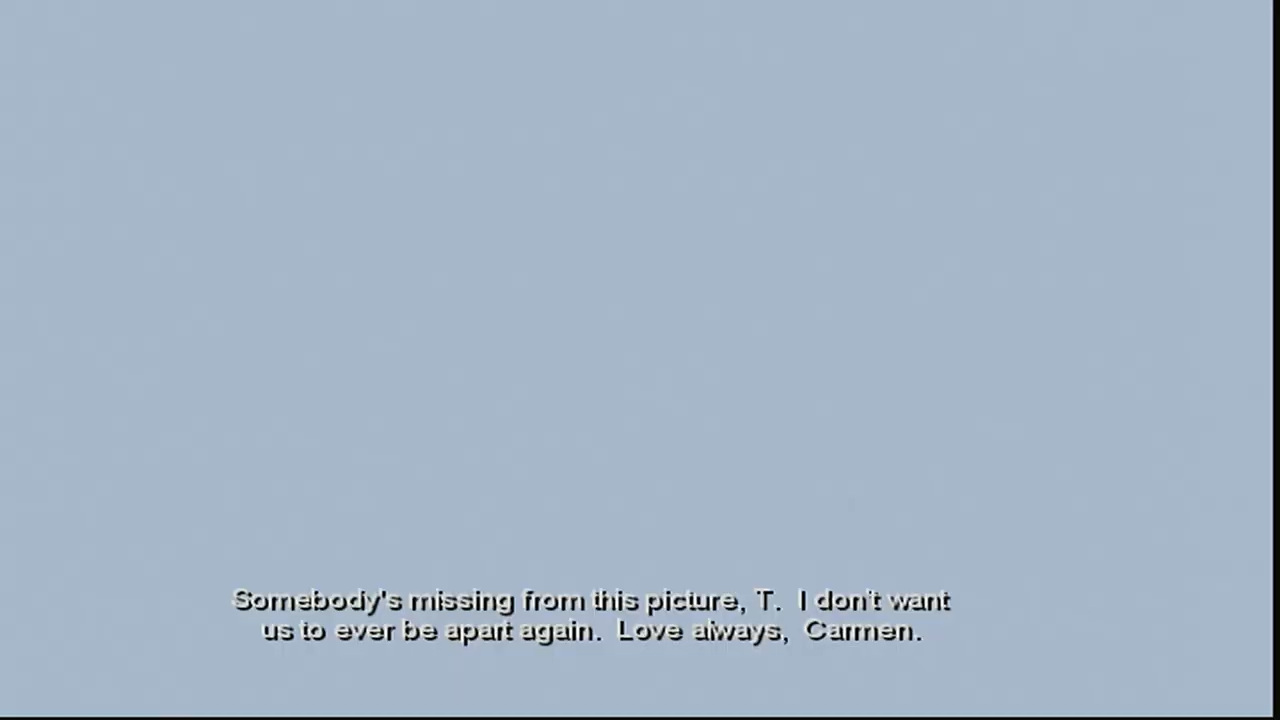 Somebody's missing from this picture, T.  I don't want
us to ever be apart again.  Love always,  Carmen.